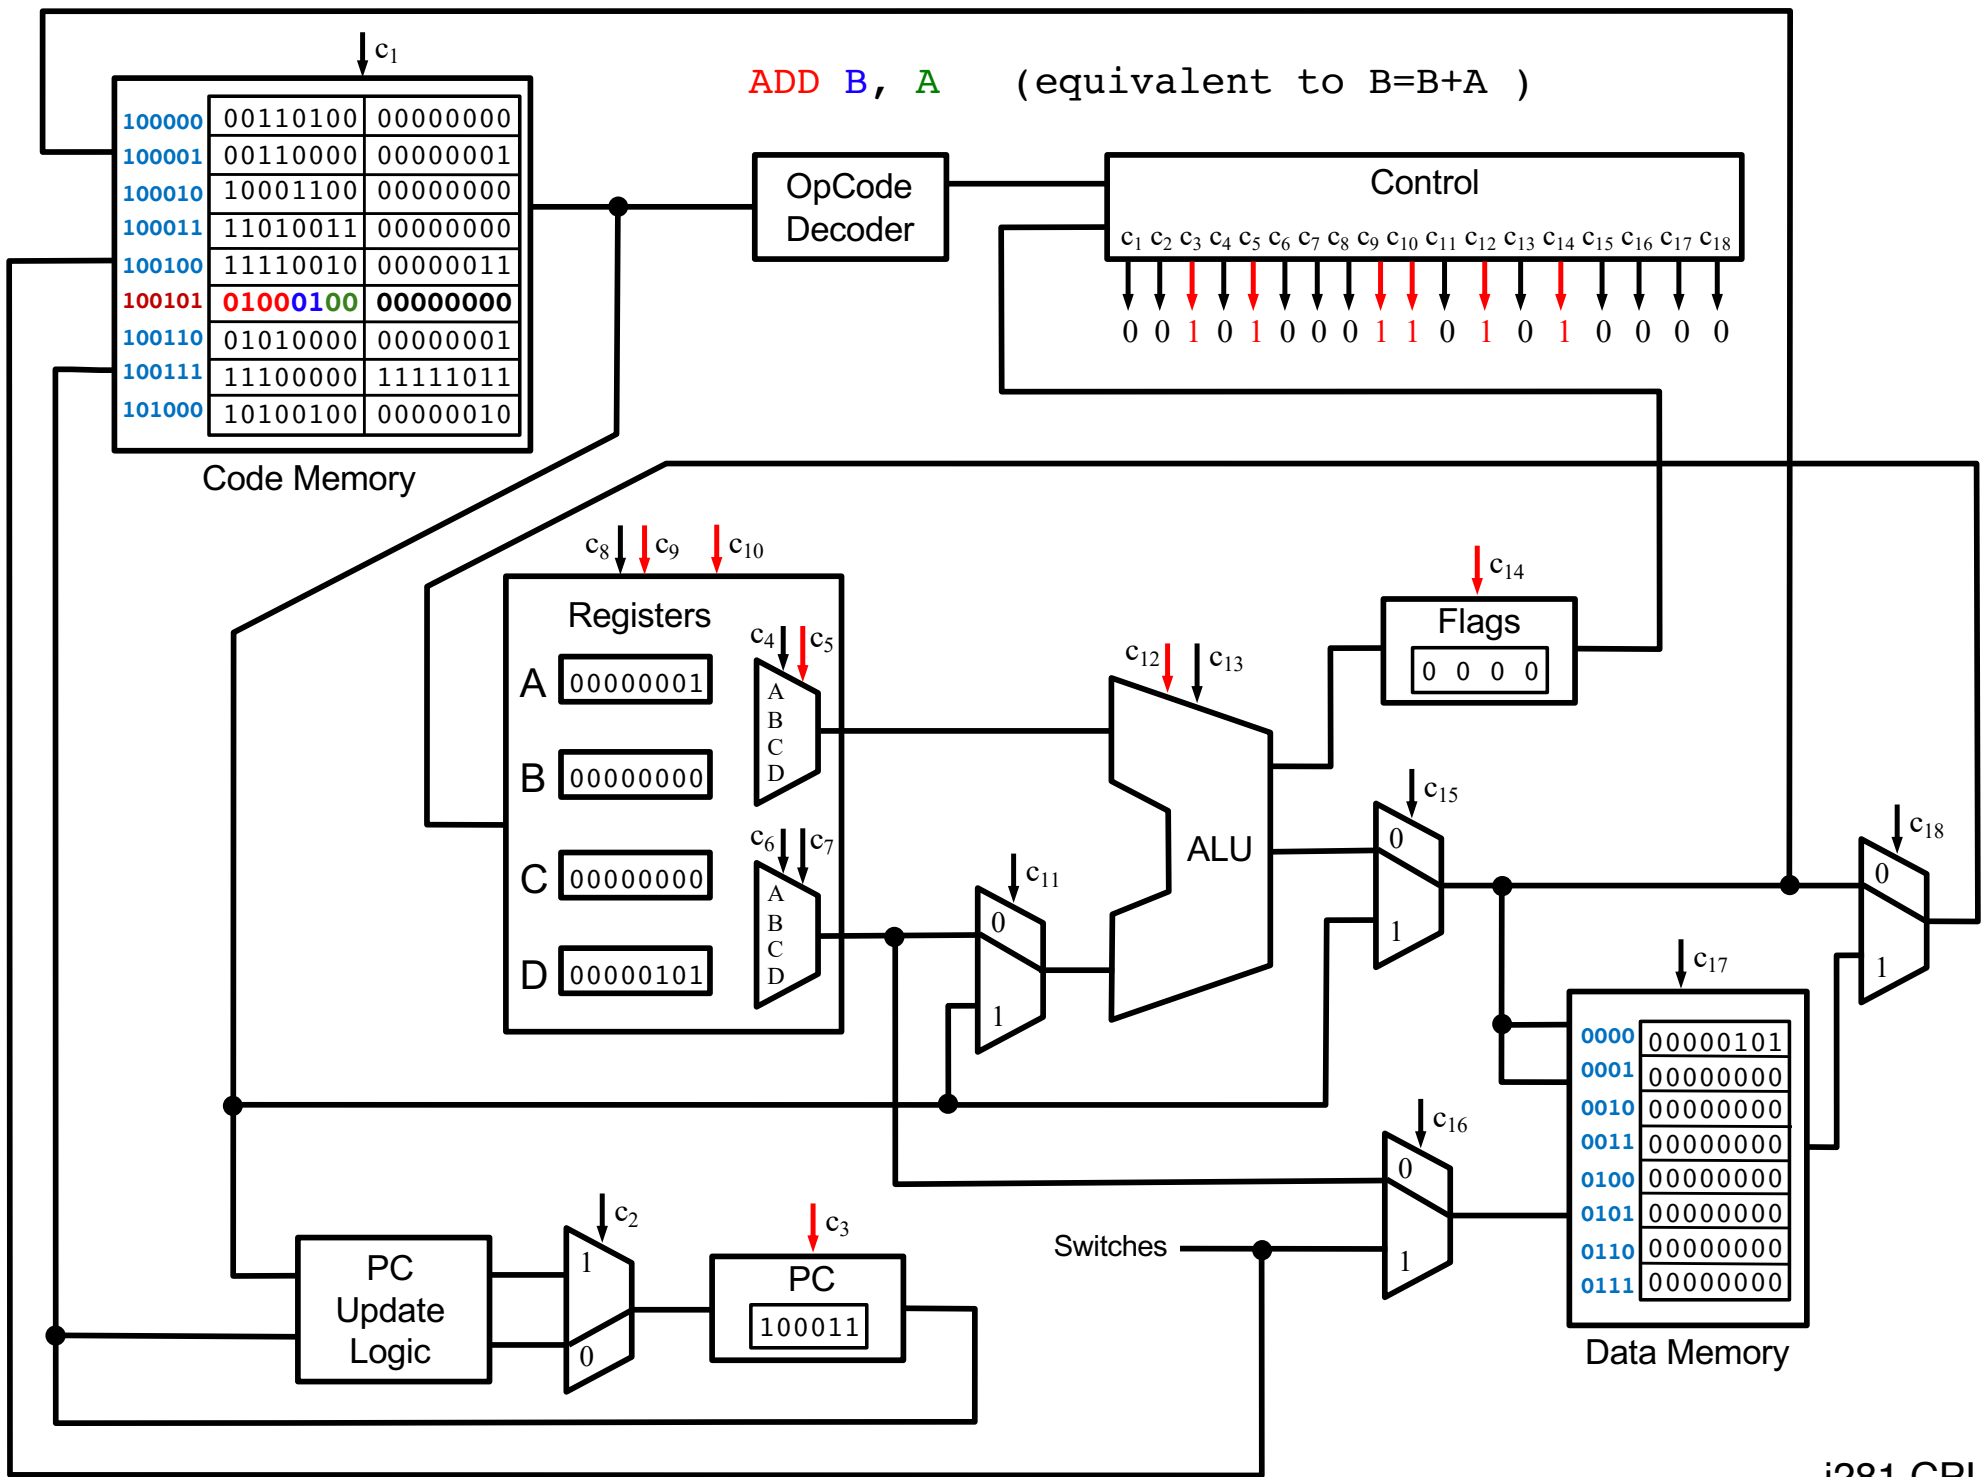 c1
ADD B, A (equivalent to B=B+A )
100000 00110100 00000000
100001 00110000 00000001
100010 10001100 00000000
100011 11010011 00000000
100100 11110010 00000011
100101 01000100 00000000
100110 01010000 00000001
100111 11100000 11111011
101000 10100100 00000010
Code Memory
OpCode
Decoder
Control
c1 c2 c3 c4 c5 c6 c7 c8 c9 c10 c11 c12 c13 c14 c15 c16 c17 c18
0 0 1 0 1 0 0 0 1 1 0 1 0 1 0 0 0 0
c8 c9 c10
Registers
A 00000001
B 00000000
C 00000000
D 00000101
c4 c5
A
B
C
D
c6 c7
A
B
C
D
c11
0
1
c12 c13
ALU
c14
Flags
0 0 0 0
c15
0
1
c18
0
1
c17
0000 00000101
0001 00000000
0010 00000000
0011 00000000
0100 00000000
0101 00000000
0110 00000000
0111 00000000
Data Memory
c16
0
1
Switches
PC
Update
Logic
c2
1
0
c3
PC
100011